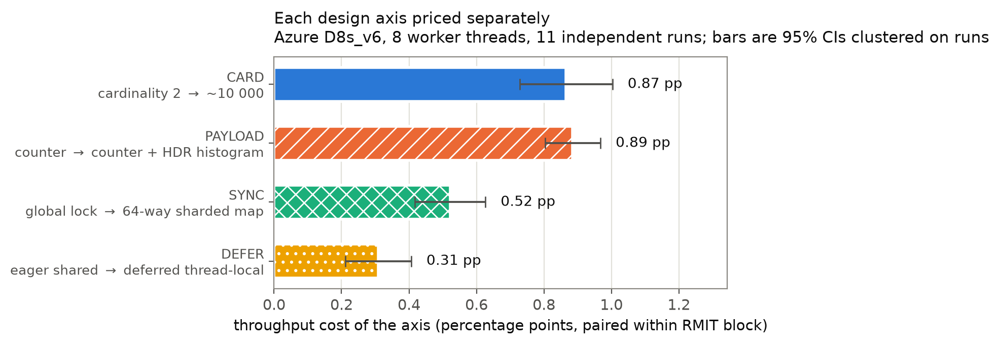 Each design axis priced separately
Azure D8s_v6, 8 worker threads, 11 independent runs; bars are 95% CIs clustered on runs
CARD
cardinality 2 → ~10 000
0.87 pp
PAYLOAD
counter → counter + HDR histogram
0.89 pp
SYNC
global lock → 64-way sharded map
0.52 pp
DEFER
eager shared → deferred thread-local
0.31 pp
0.0 0.2 0.4 0.6 0.8 1.0 1.2
throughput cost of the axis (percentage points, paired within RMIT block)